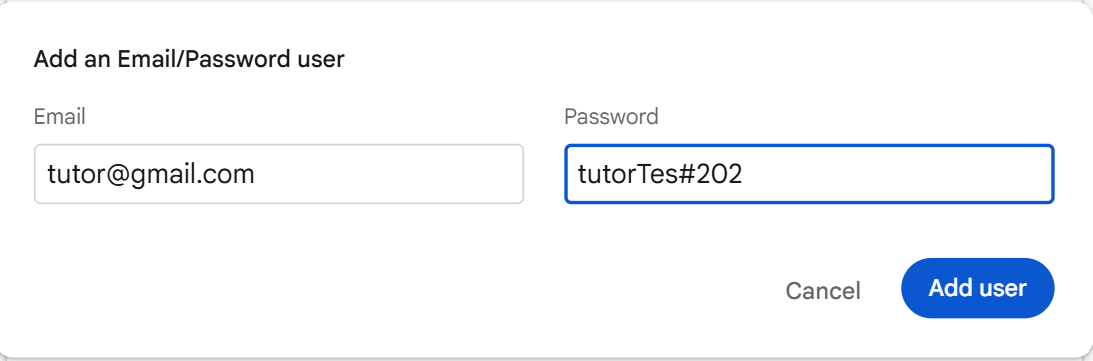 Add an Email/Password user
Email
Password
tutor@gmail.com
tutorTes#202
Cancel
Add user